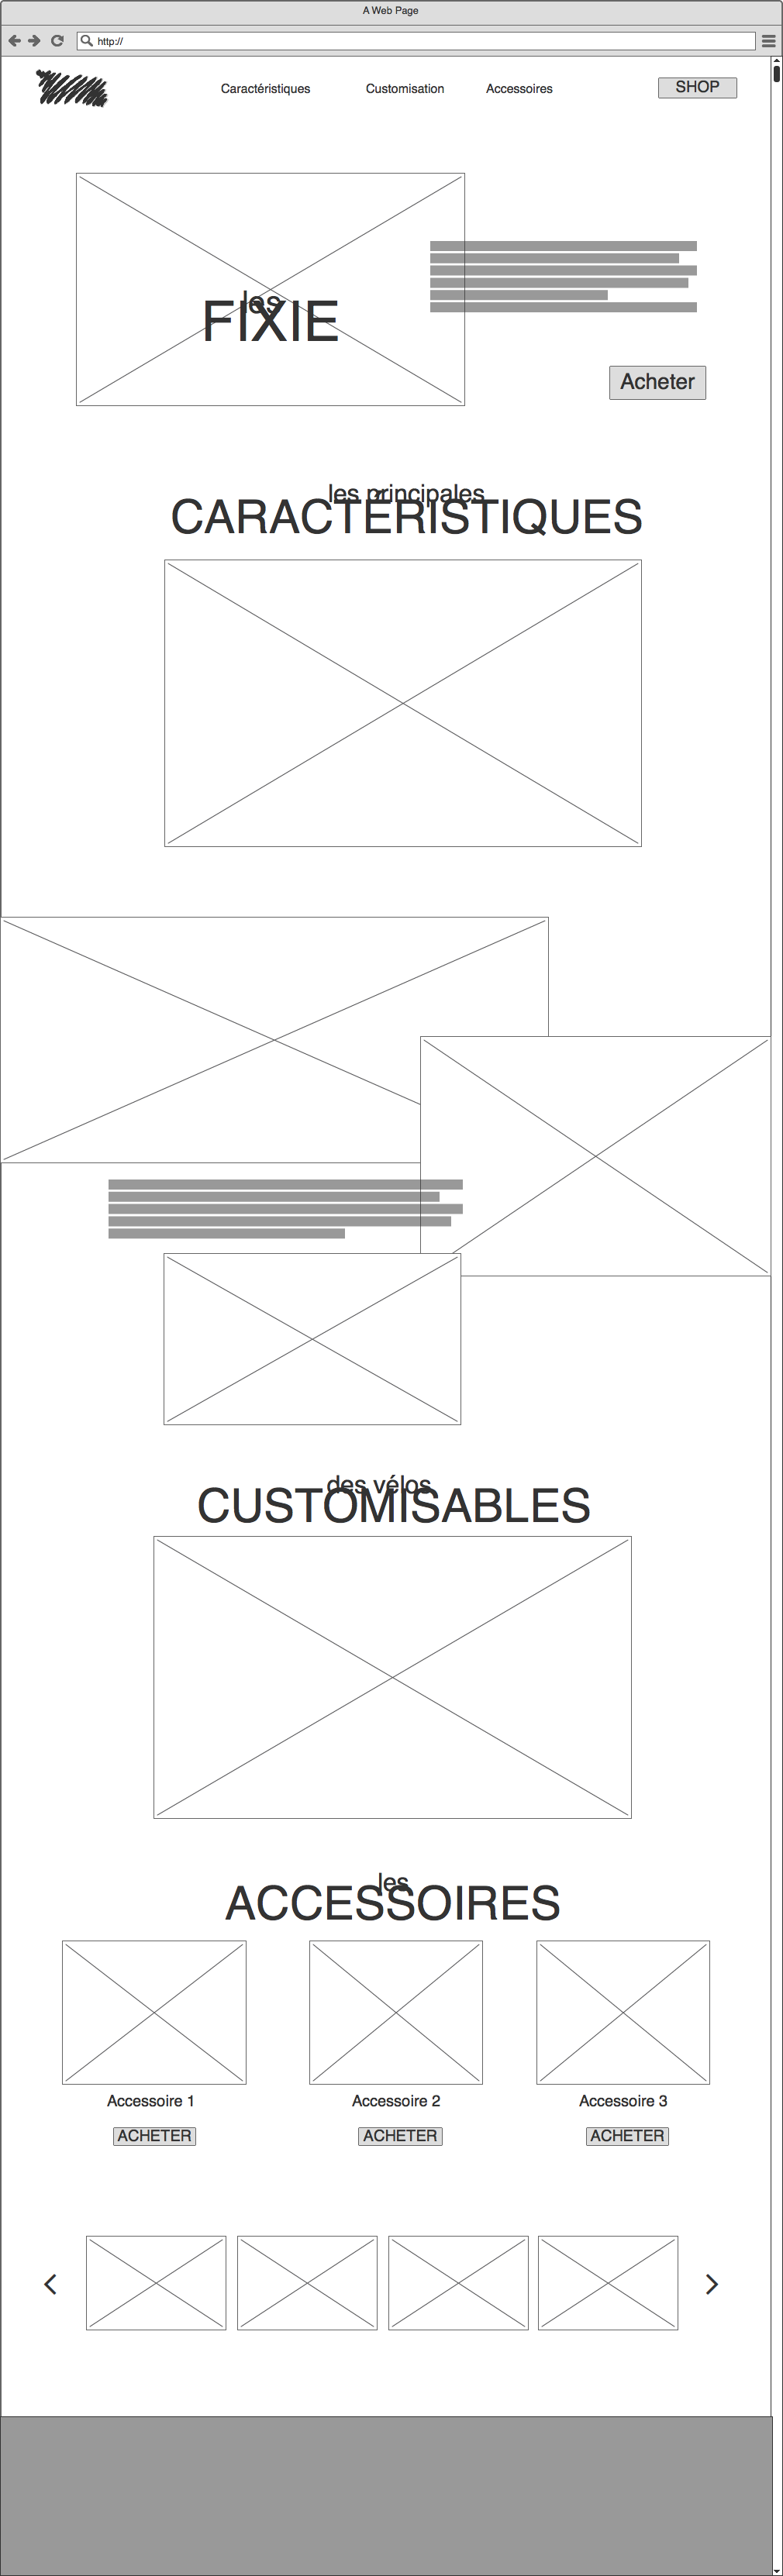 A Web Page
http://
Caractéristiques Customisation Accessoires SHOP
les
FIXIE
Acheter
les principales
CARACTÉRISTIQUES
des vélos
CUSTOMISABLES
les
ACCESSOIRES
Accessoire 1 Accessoire 2 Accessoire 3
ACHETER ACHETER ACHETER